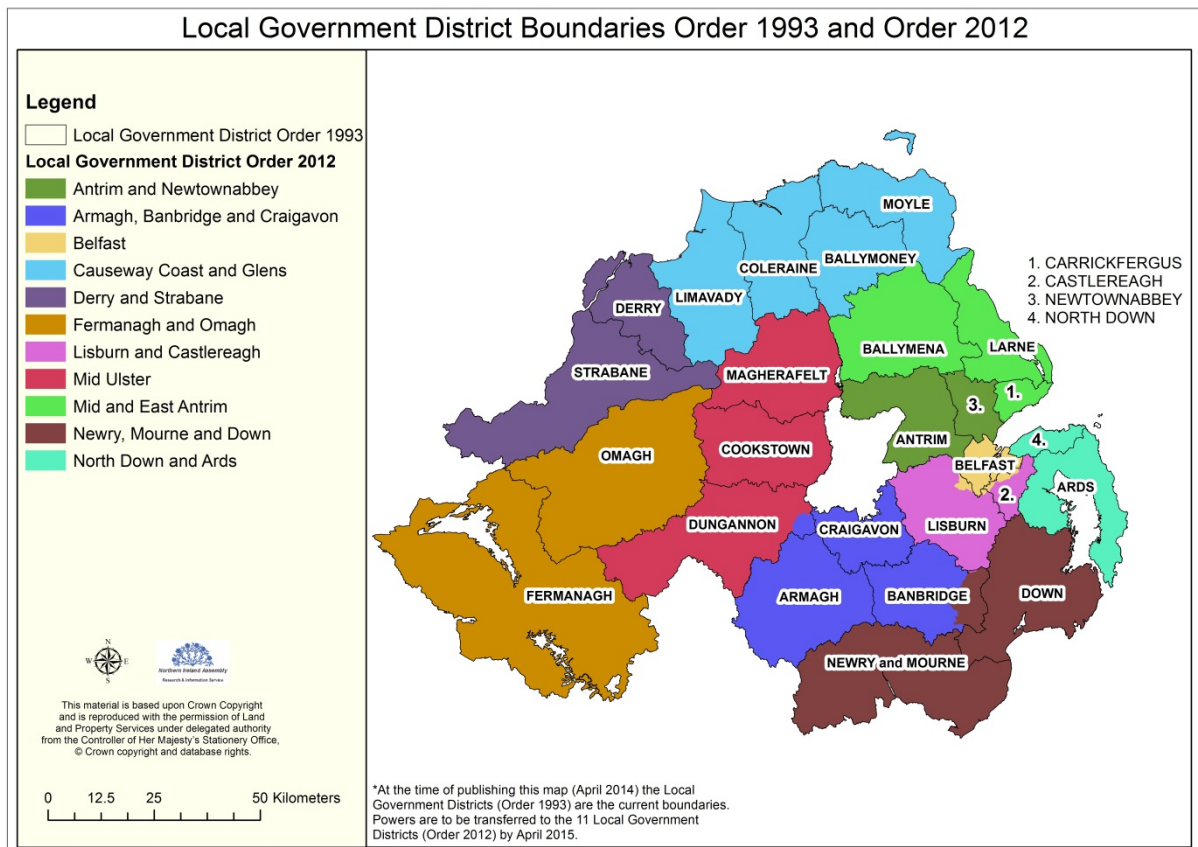 Local Government District Boundaries Order 1993 and Order 2012
Legend
Local Government District Order 1993
Local Government District Order 2012
Antrim and Newtownabbey
Armagh, Banbridge and Craigavon
Belfast
Causeway Coast and Glens
Derry and Strabane
Fermanagh and Omagh
Lisburn and Castlereagh
Mid Ulster
Mid and East Antrim
Newry, Mourne and Down
North Down and Ards
N
W E
S
Northern Ireland Assembly
Research & Information Service
This material is based upon Crown Copyright
and is reproduced with the permission of Land
and Property Services under delegated authority
from the Controller of Her Majesty's Stationery Office,
© Crown copyright and database rights.
0 12.5 25 50 Kilometers
MOYLE
COLERAINE
BALLYMONEY
LIMAVADY
DERRY
1. CARRICKFERGUS
2. CASTLEREAGH
3. NEWTOWNABBEY
4. NORTH DOWN
STRABANE
MAGHERAFELT
BALLYMENA
LARNE
1.
3.
ANTRIM
4.
OMAGH
COOKSTOWN
BELFAST
2.
ARDS
DUNGANNON
CRAIGAVON
LISBURN
FERMANAGH
ARMAGH
BANBRIDGE
DOWN
NEWRY and MOURNE
*At the time of publishing this map (April 2014) the Local
Government Districts (Order 1993) are the current boundaries.
Powers are to be transferred to the 11 Local Government
Districts (Order 2012) by April 2015.